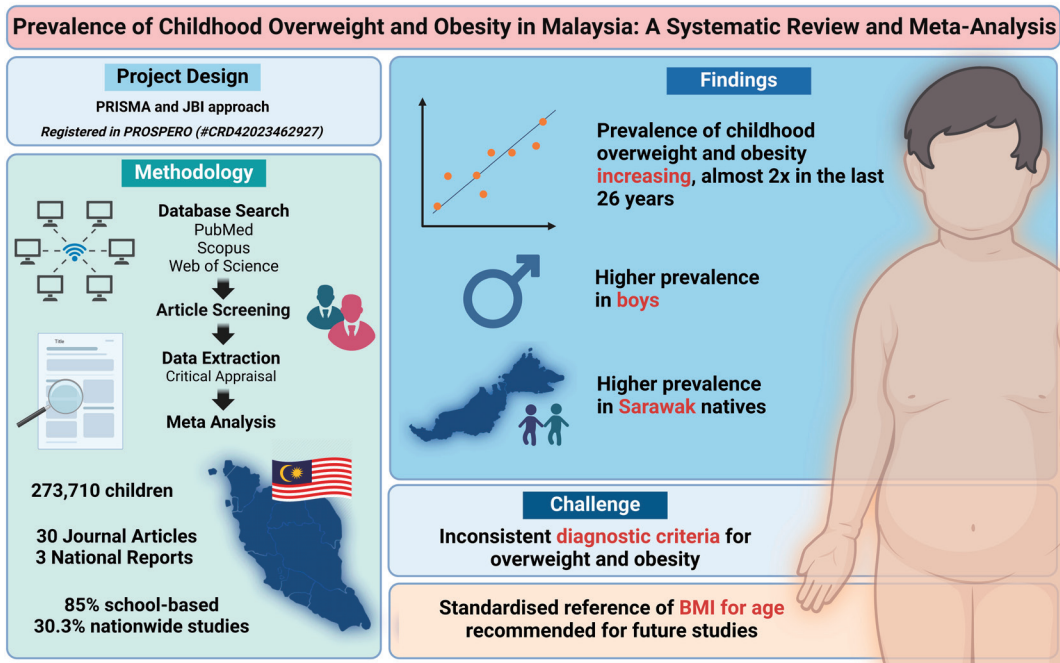 Prevalence of Childhood Overweight and Obesity in Malaysia: A Systematic Review and Meta-Analysis
Project Design
PRISMA and JBI approach
Registered in PROSPERO (#CRD42023462927)
Methodology
Database Search
PubMed
Scopus
Web of Science
Article Screening
Data Extraction
Critical Appraisal
Meta Analysis
Title
273,710 children
30 Journal Articles
3 National Reports
85% school-based
30.3% nationwide studies
Findings
Prevalence of childhood
overweight and obesity
increasing, almost 2x in the last
26 years
Higher prevalence
in boys
Higher prevalence
in Sarawak natives
Challenge
Inconsistent diagnostic criteria for
overweight and obesity
Standardised reference of BMI for age
recommended for future studies